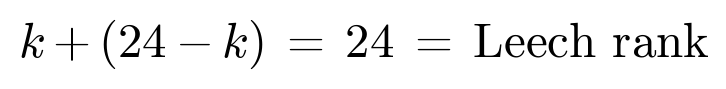 k + (24 − k) = 24 = Leech rank